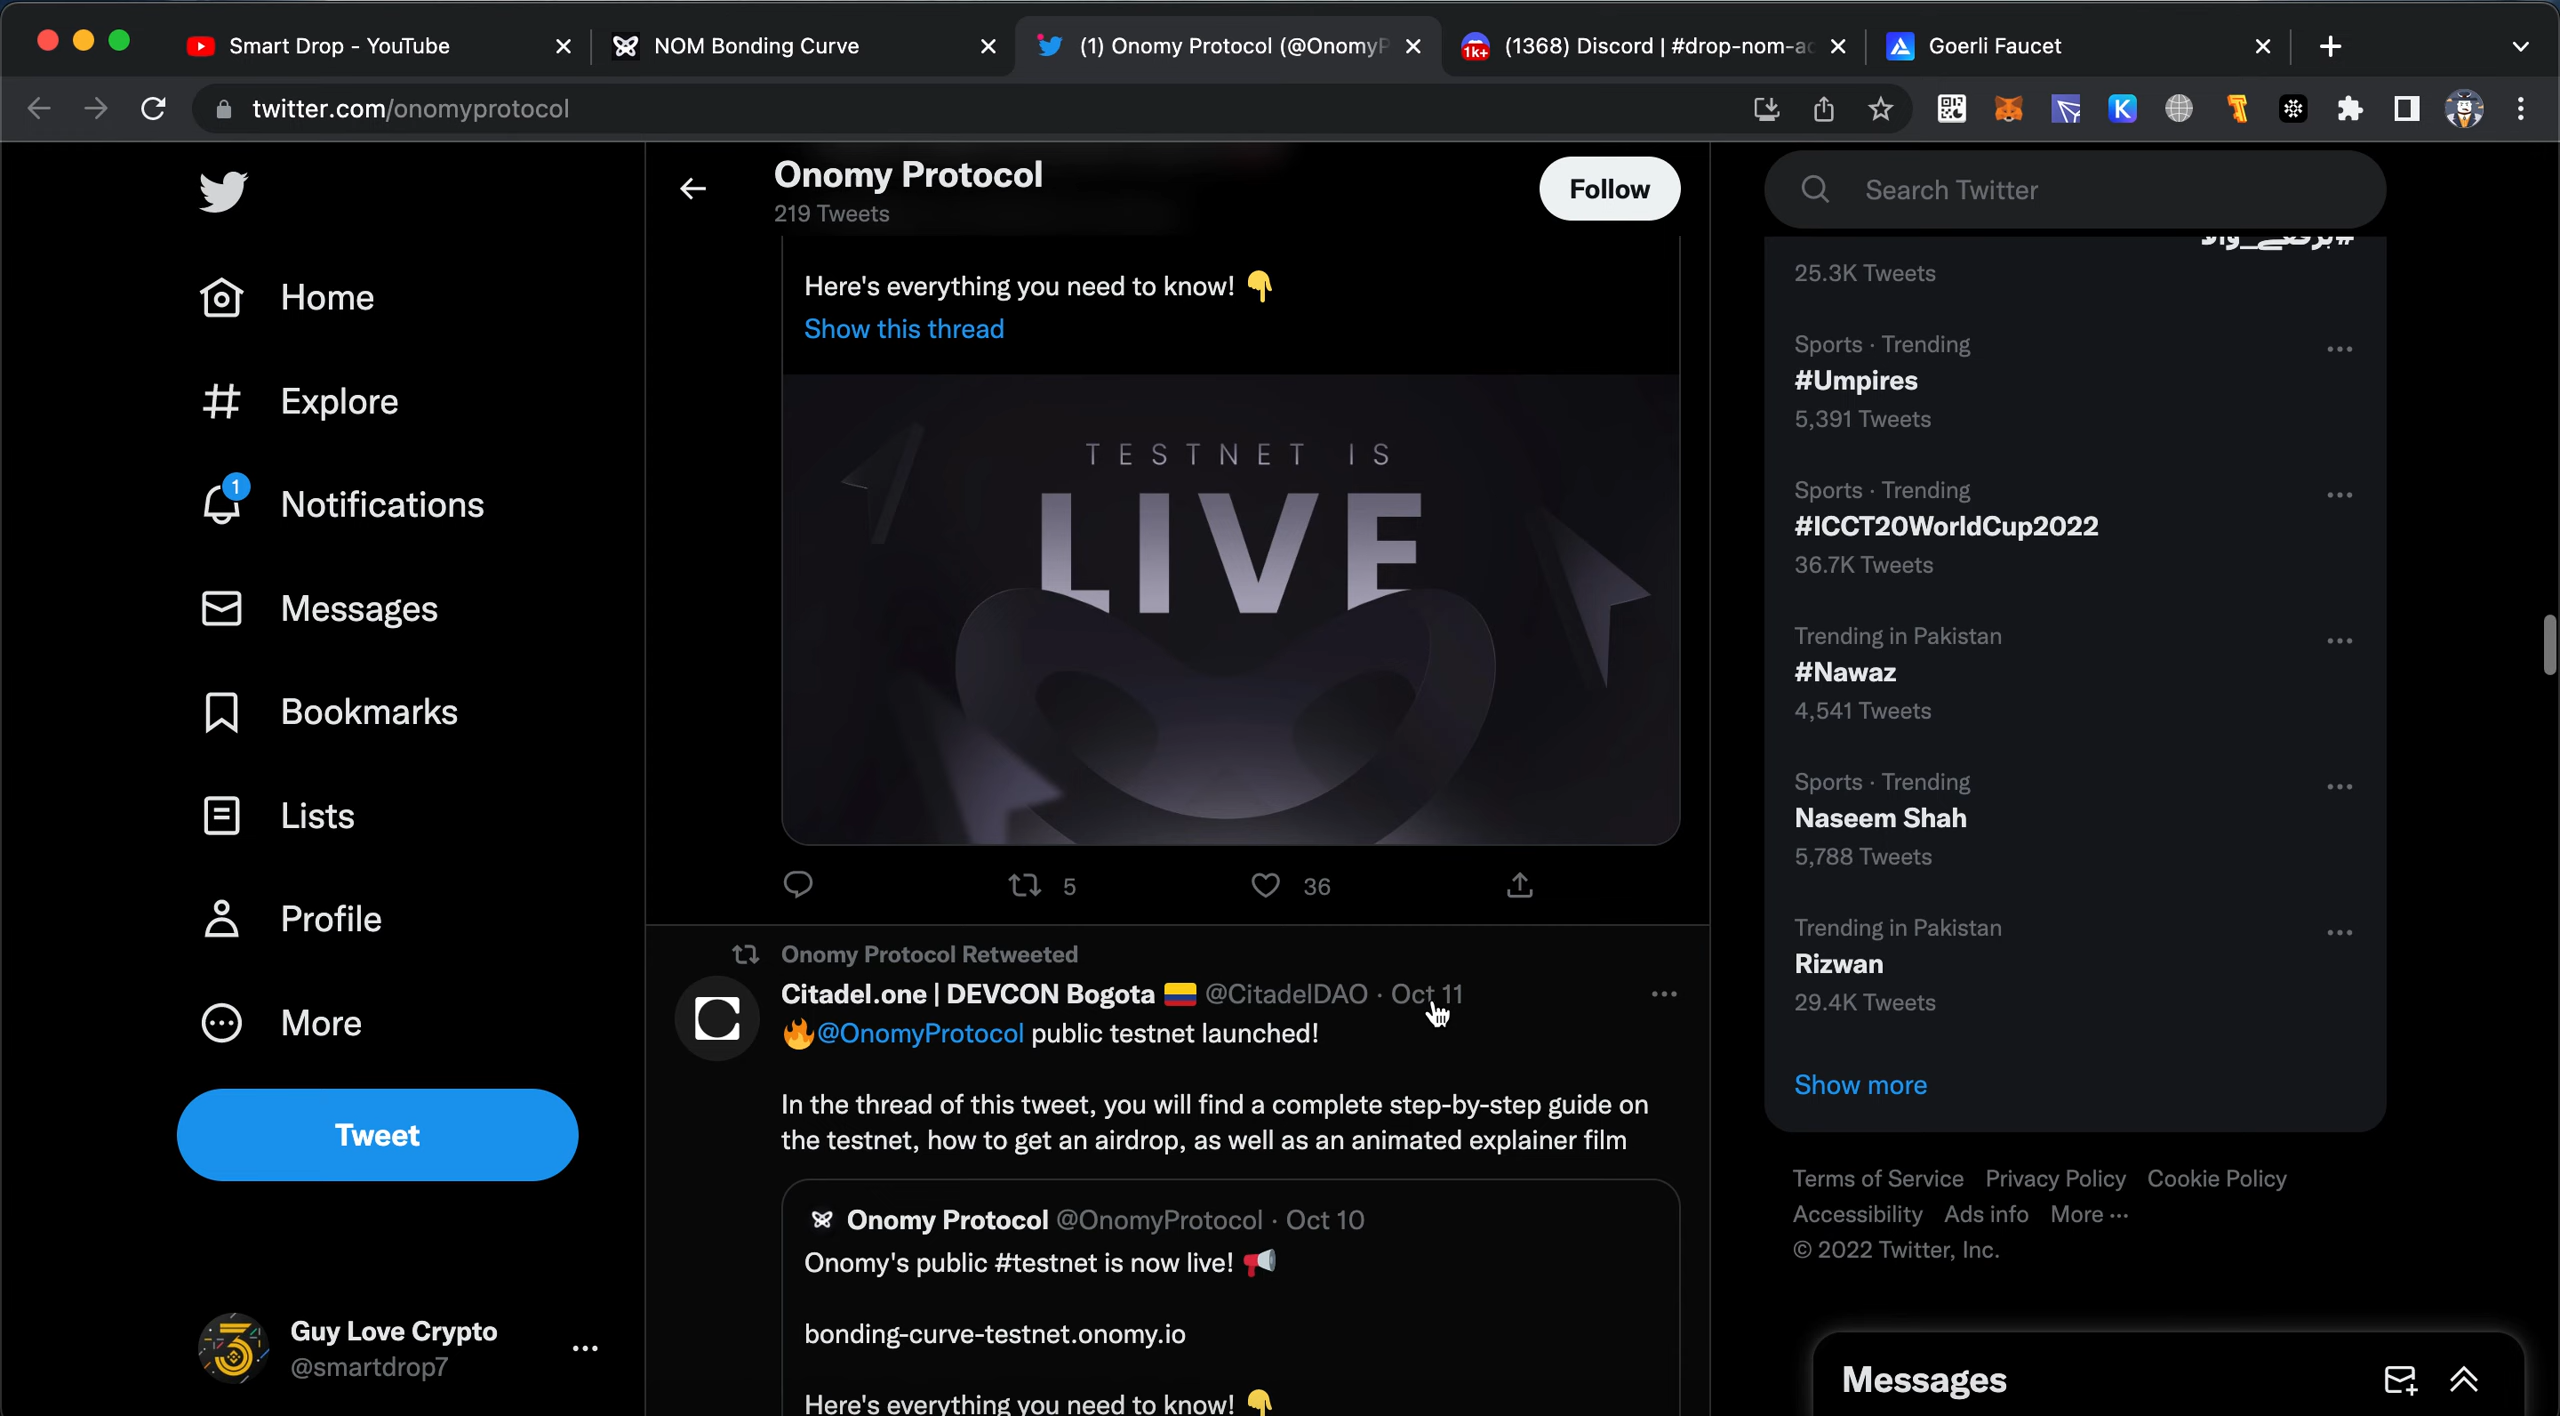 Smart Drop - YouTube
NOM Bonding Curve
(1) Onomy Protocol (@OnomyP
1k+
(1368) Discord | #drop-nom-ac
Goerli Faucet
twitter.com/onomyprotocol
Home
Explore
1
Notifications
Messages
Bookmarks
Lists
Profile
More
Tweet
Guy Love Crypto
@smartdrop7
Onomy Protocol
219 Tweets
Follow
Here's everything you need to know! 👇
Show this thread
TESTNET IS
LIVE
5
36
Onomy Protocol Retweeted
Citadel.one | DEVCON Bogota 🇨🇴 @CitadelDAO · Oct 11
🔥@OnomyProtocol public testnet launched!
In the thread of this tweet, you will find a complete step-by-step guide on
the testnet, how to get an airdrop, as well as an animated explainer film
Onomy Protocol @OnomyProtocol · Oct 10
Onomy's public #testnet is now live! 📢
bonding-curve-testnet.onomy.io
Here's everything you need to know! 👇
Search Twitter
25.3K Tweets
Sports · Trending
#Umpires
5,391 Tweets
Sports · Trending
#ICCT20WorldCup2022
36.7K Tweets
Trending in Pakistan
#Nawaz
4,541 Tweets
Sports · Trending
Naseem Shah
5,788 Tweets
Trending in Pakistan
Rizwan
29.4K Tweets
Show more
Terms of Service Privacy Policy Cookie Policy
Accessibility Ads info More ···
© 2022 Twitter, Inc.
Messages